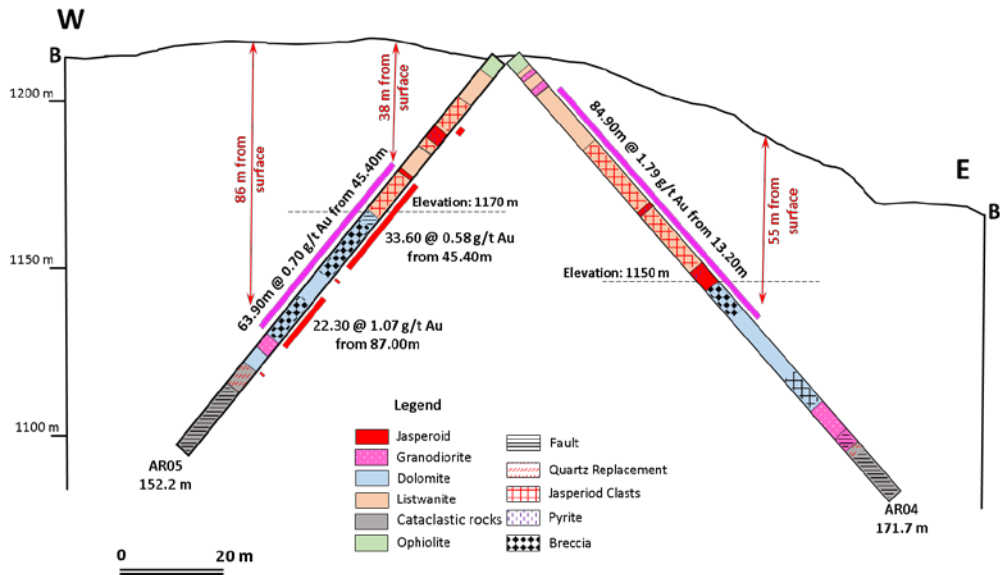 W
B
1200 m
1150 m
1100 m
86 m from
surface
38 m from
surface
63.90m @ 0.70 g/t Au from 45.40m
Elevation: 1170 m
33.60 @ 0.58 g/t Au
from 45.40m
22.30 @ 1.07 g/t Au
from 87.00m
AR05
152.2 m
84.90m @ 1.79 g/t Au from 13.20m
55 m from
surface
E
B
Elevation: 1150 m
AR04
171.7 m
Legend
Jasperoid
Granodiorite
Dolomite
Listwanite
Cataclastic rocks
Ophiolite
Fault
Quartz Replacement
Jasperiod Clasts
Pyrite
Breccia
0 20 m